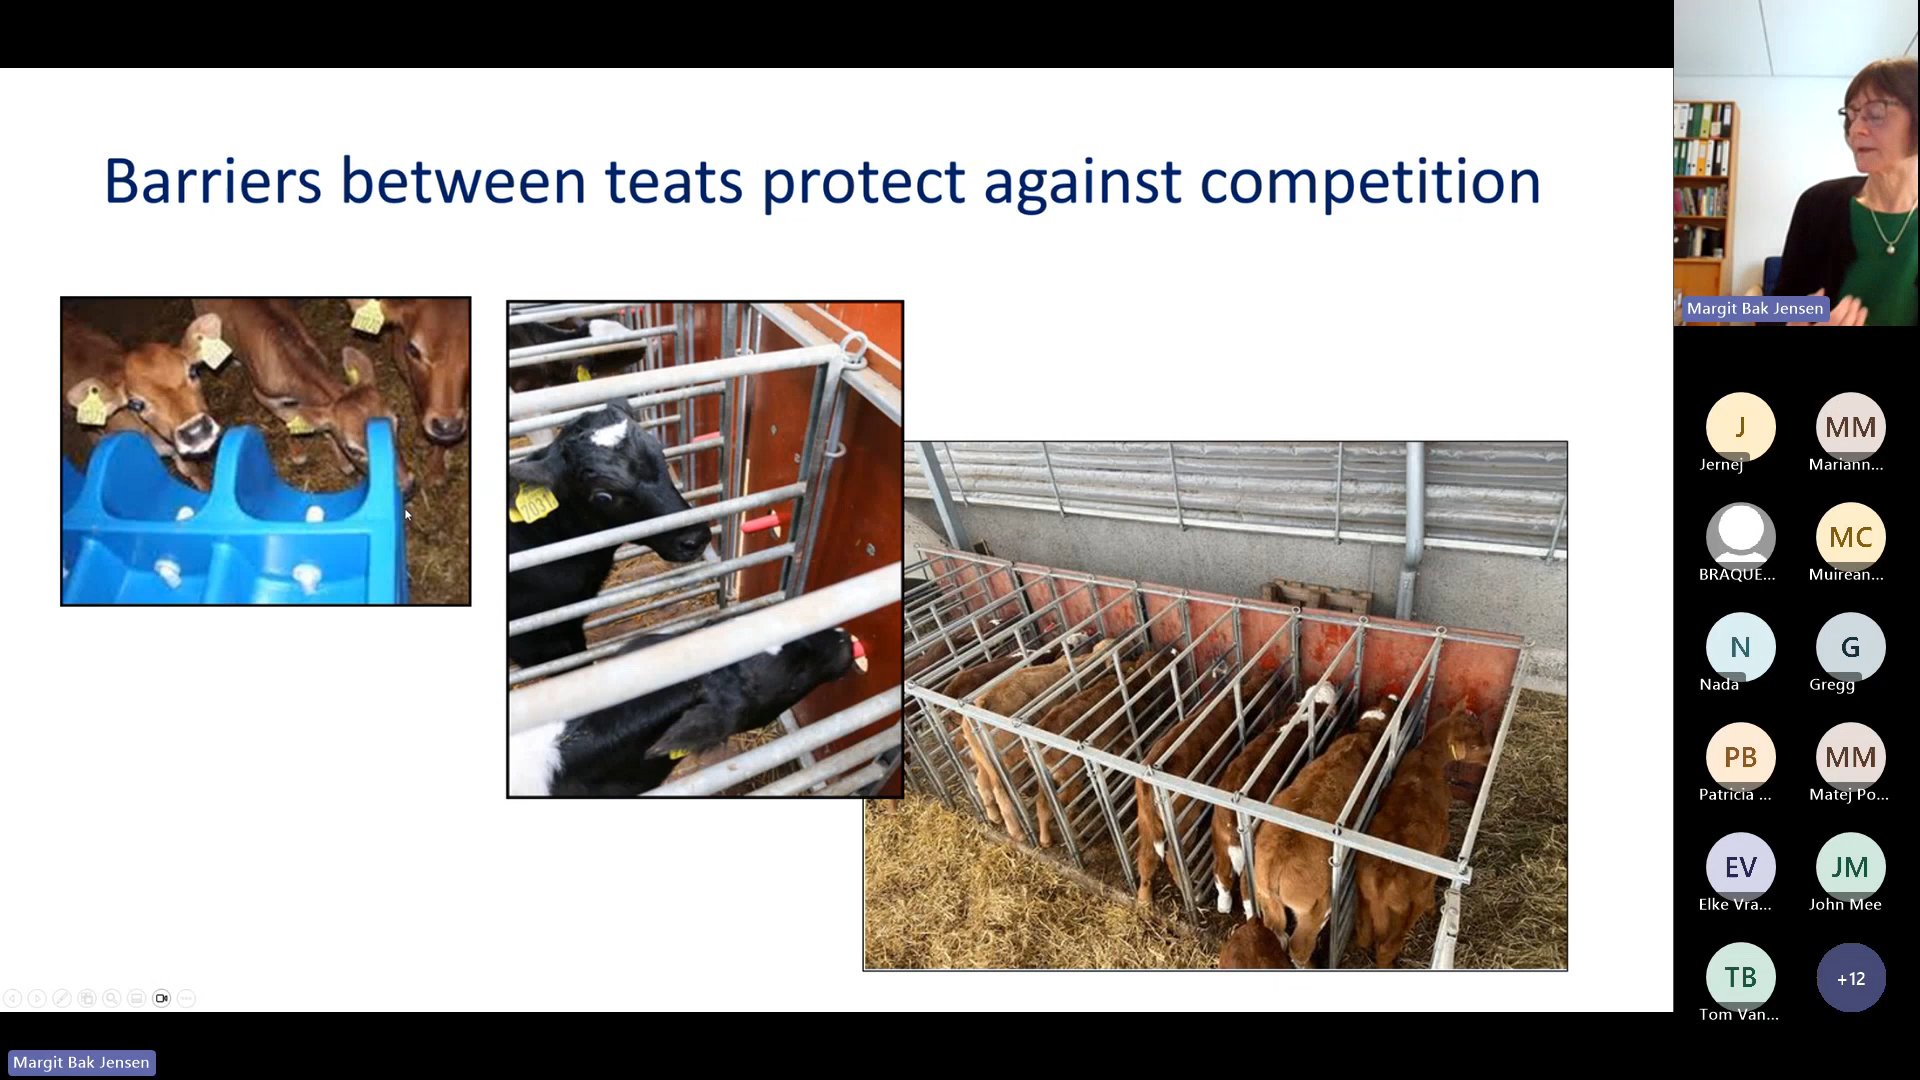 Barriers between teats protect against competition
7031
Margit Bak Jensen
J
MM
Jernej
Mariann...
MC
BRAQUE...
Muirean...
N
G
Nada
Gregg
PB
MM
Patricia ...
Matej Po...
EV
JM
Elke Vra...
John Mee
TB
+12
Tom Van...
Margit Bak Jensen